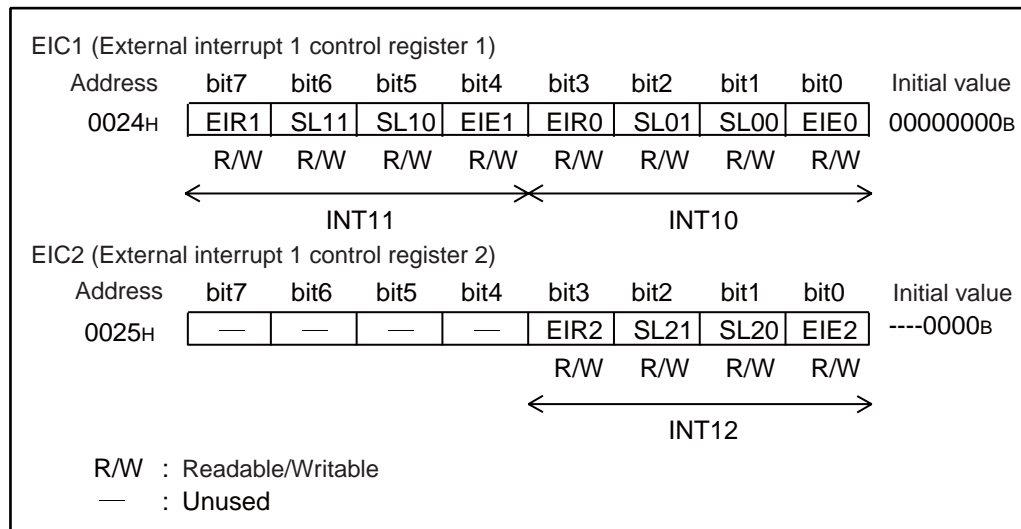 EIC1 (External interrupt 1 control register 1)
Address bit7 bit6 bit5 bit4 bit3 bit2 bit1 bit0 Initial value
0024H EIR1 SL11 SL10 EIE1 EIR0 SL01 SL00 EIE0 00000000B
R/W R/W R/W R/W R/W R/W R/W R/W
INT11 INT10
EIC2 (External interrupt 1 control register 2)
Address bit7 bit6 bit5 bit4 bit3 bit2 bit1 bit0 Initial value
0025H — — — — EIR2 SL21 SL20 EIE2 ----0000B
R/W R/W R/W R/W
INT12
R/W : Readable/Writable
— : Unused